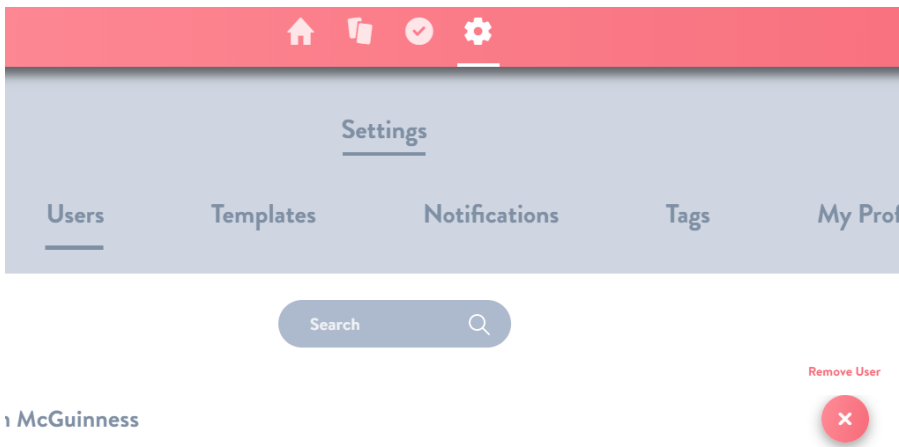 Settings
Users Templates Notifications Tags My Prof
Search
Remove User
McGuinness